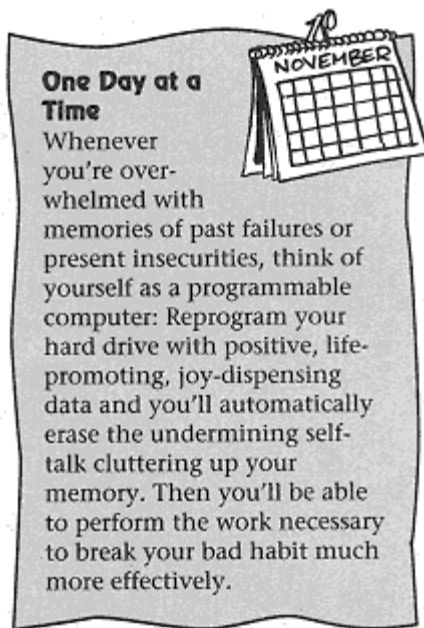 NOVEMBER
One Day at a
Time
Whenever
you're over-
whelmed with
memories of past failures or
present insecurities, think of
yourself as a programmable
computer: Reprogram your
hard drive with positive, life-
promoting, joy-dispensing
data and you'll automatically
erase the undermining self-
talk cluttering up your
memory. Then you'll be able
to perform the work necessary
to break your bad habit much
more effectively.